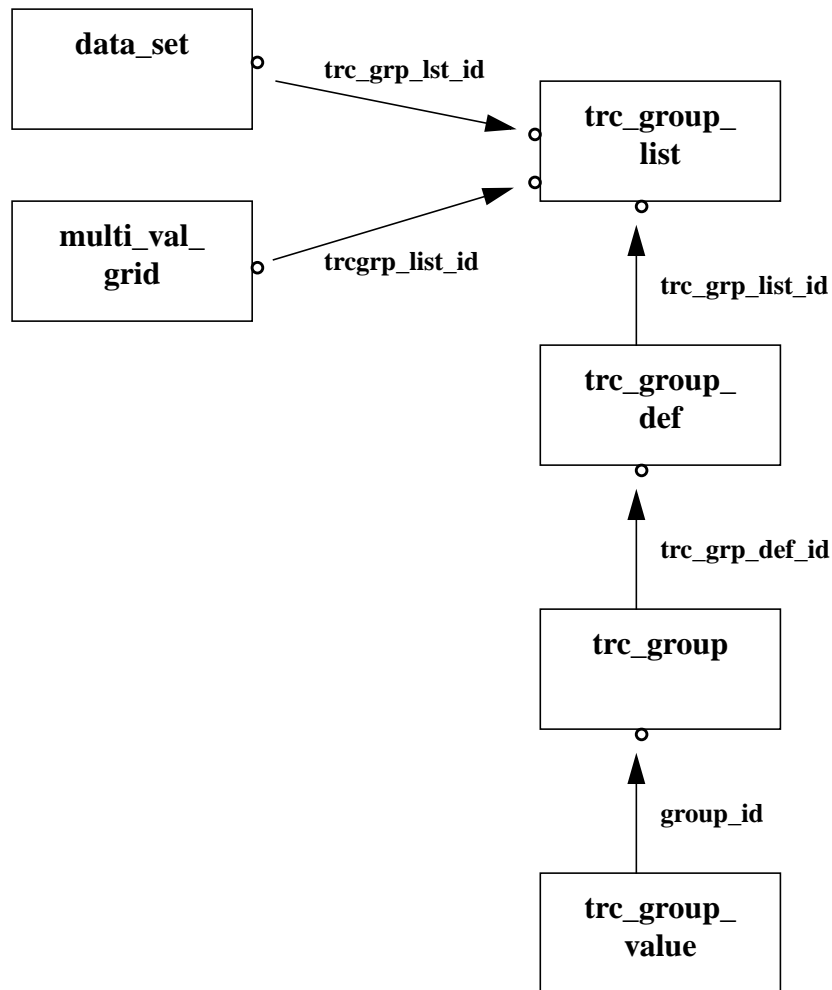 data_set
trc_grp_lst_id
trc_group_
list
multi_val_
grid
trcgrp_list_id
trc_grp_list_id
trc_group_
def
trc_grp_def_id
trc_group
group_id
trc_group_
value